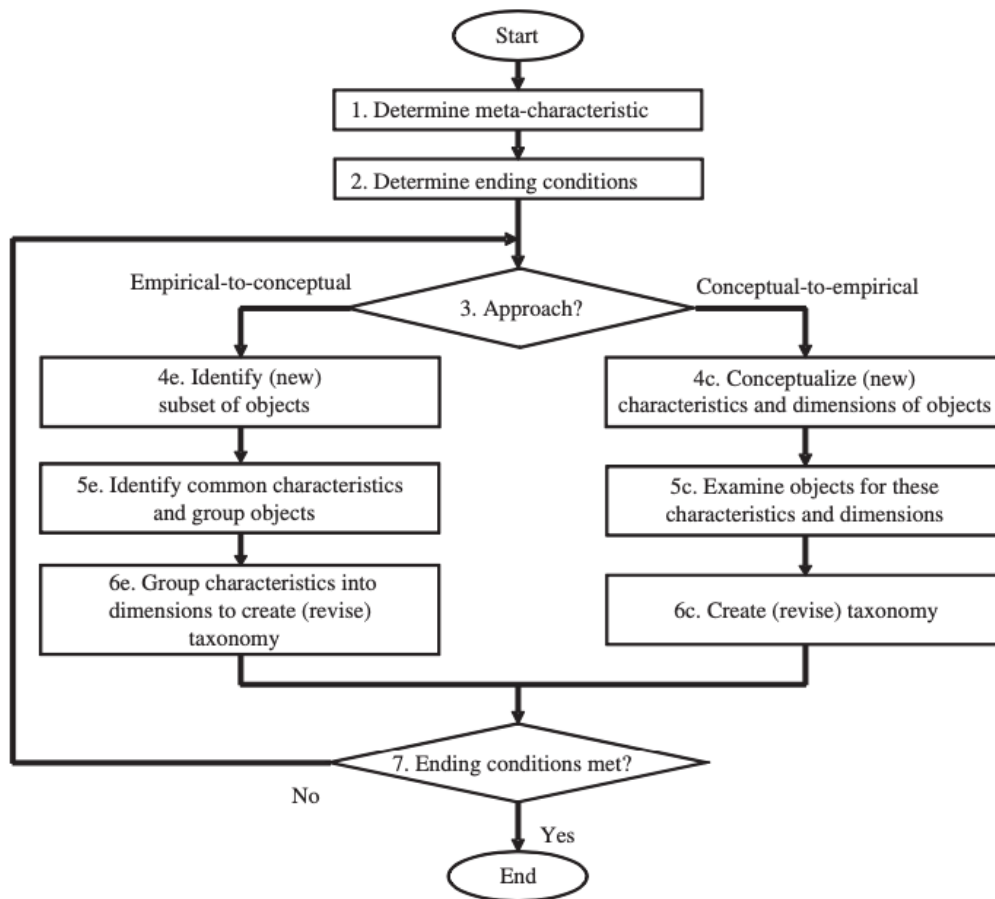 Start
1. Determine meta-characteristic
2. Determine ending conditions
Empirical-to-conceptual
Conceptual-to-empirical
3. Approach?
4e. Identify (new)
subset of objects
4c. Conceptualize (new)
characteristics and dimensions of objects
5e. Identify common characteristics
and group objects
5c. Examine objects for these
characteristics and dimensions
6e. Group characteristics into
dimensions to create (revise)
taxonomy
6c. Create (revise) taxonomy
7. Ending conditions met?
No
Yes
End